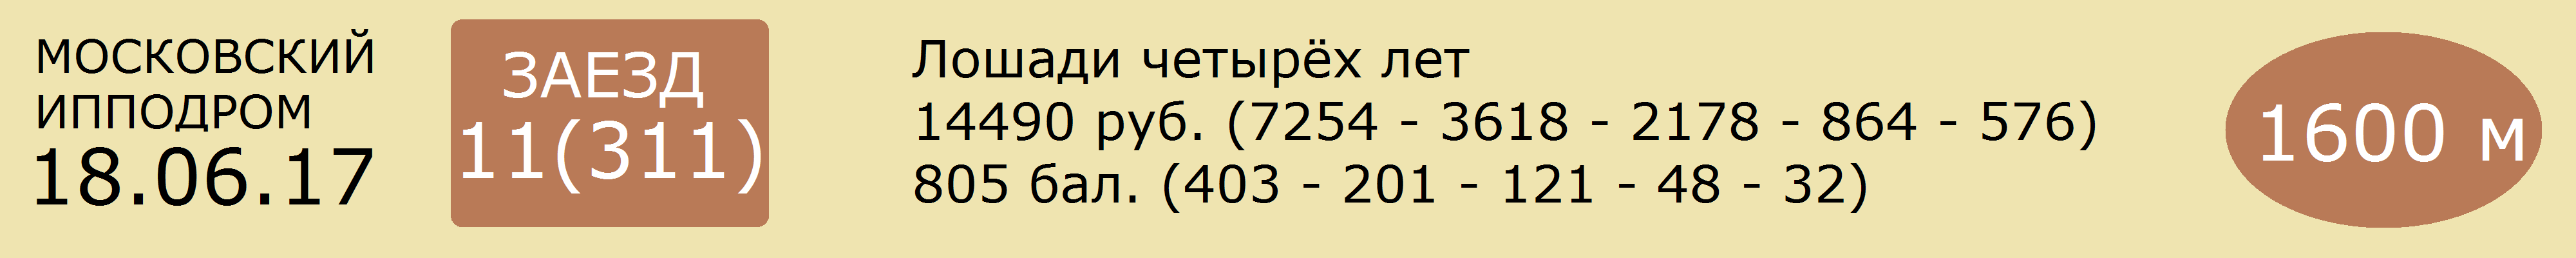 МОСКОВСКИЙ
ИППОДРОМ
18.06.17
ЗАЕЗД
11(311)
Лошади четырёх лет
14490 руб. (7254 - 3618 - 2178 - 864 - 576)
805 бал. (403 - 201 - 121 - 48 - 32)
1600 м